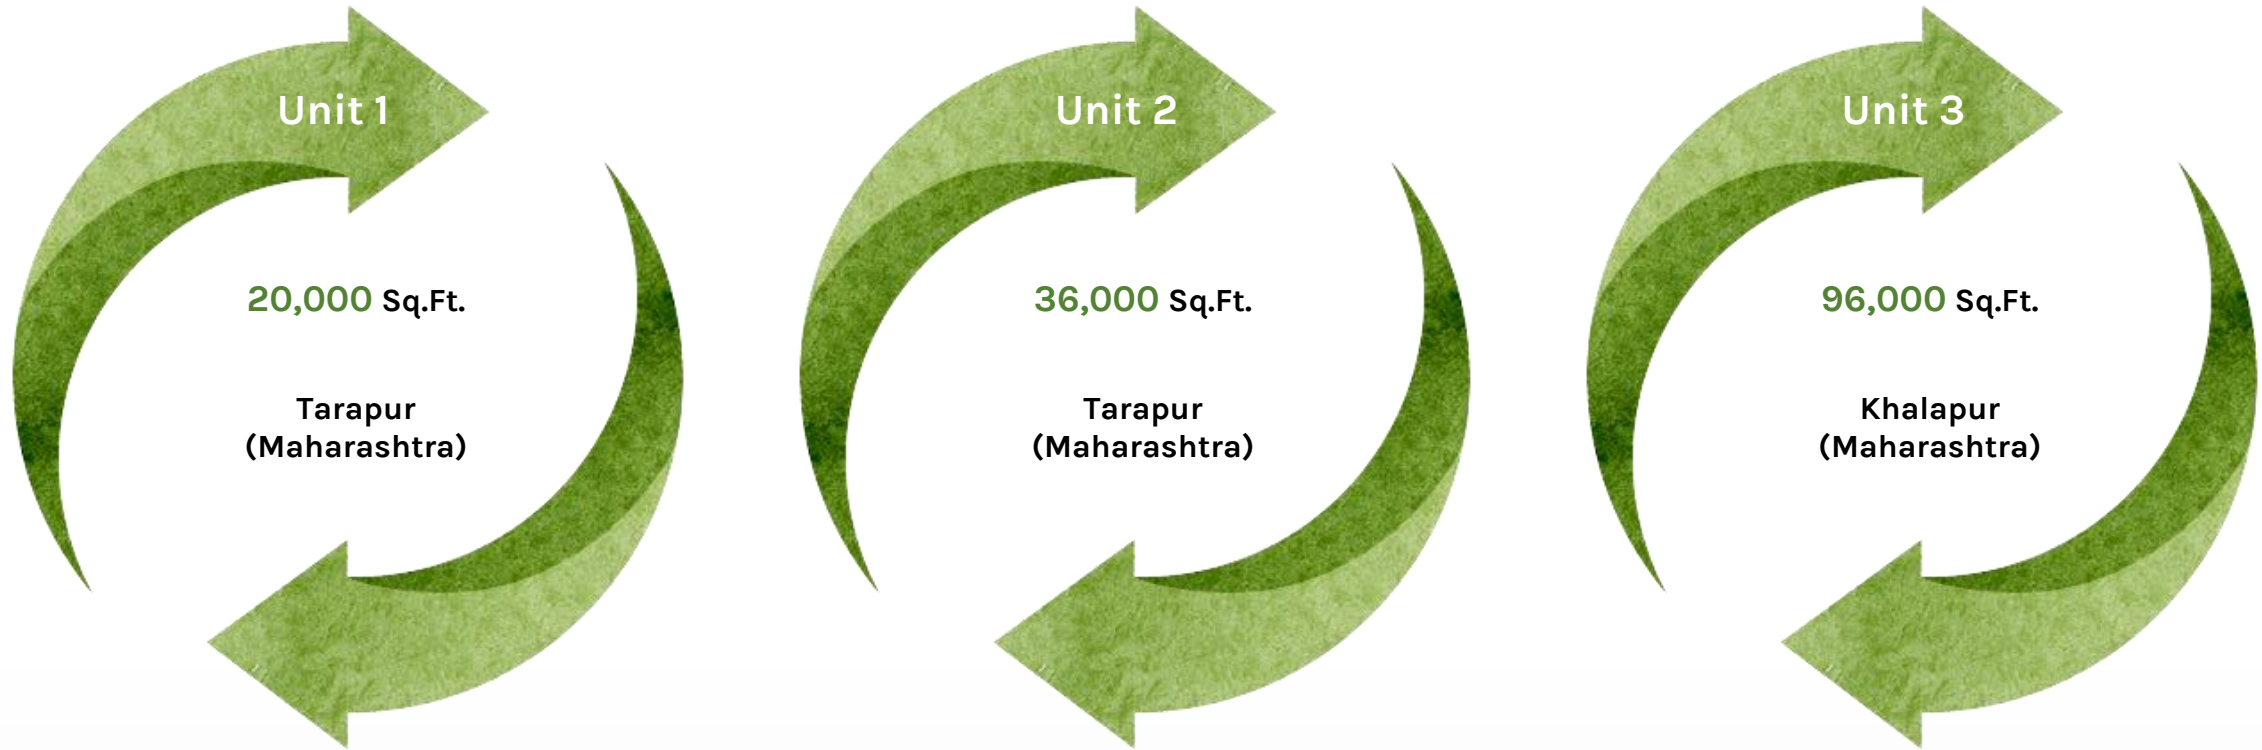 Unit 1
20,000 Sq.Ft.
Tarapur
(Maharashtra)
Unit 2
36,000 Sq.Ft.
Tarapur
(Maharashtra)
Unit 3
96,000 Sq.Ft.
Khalapur
(Maharashtra)